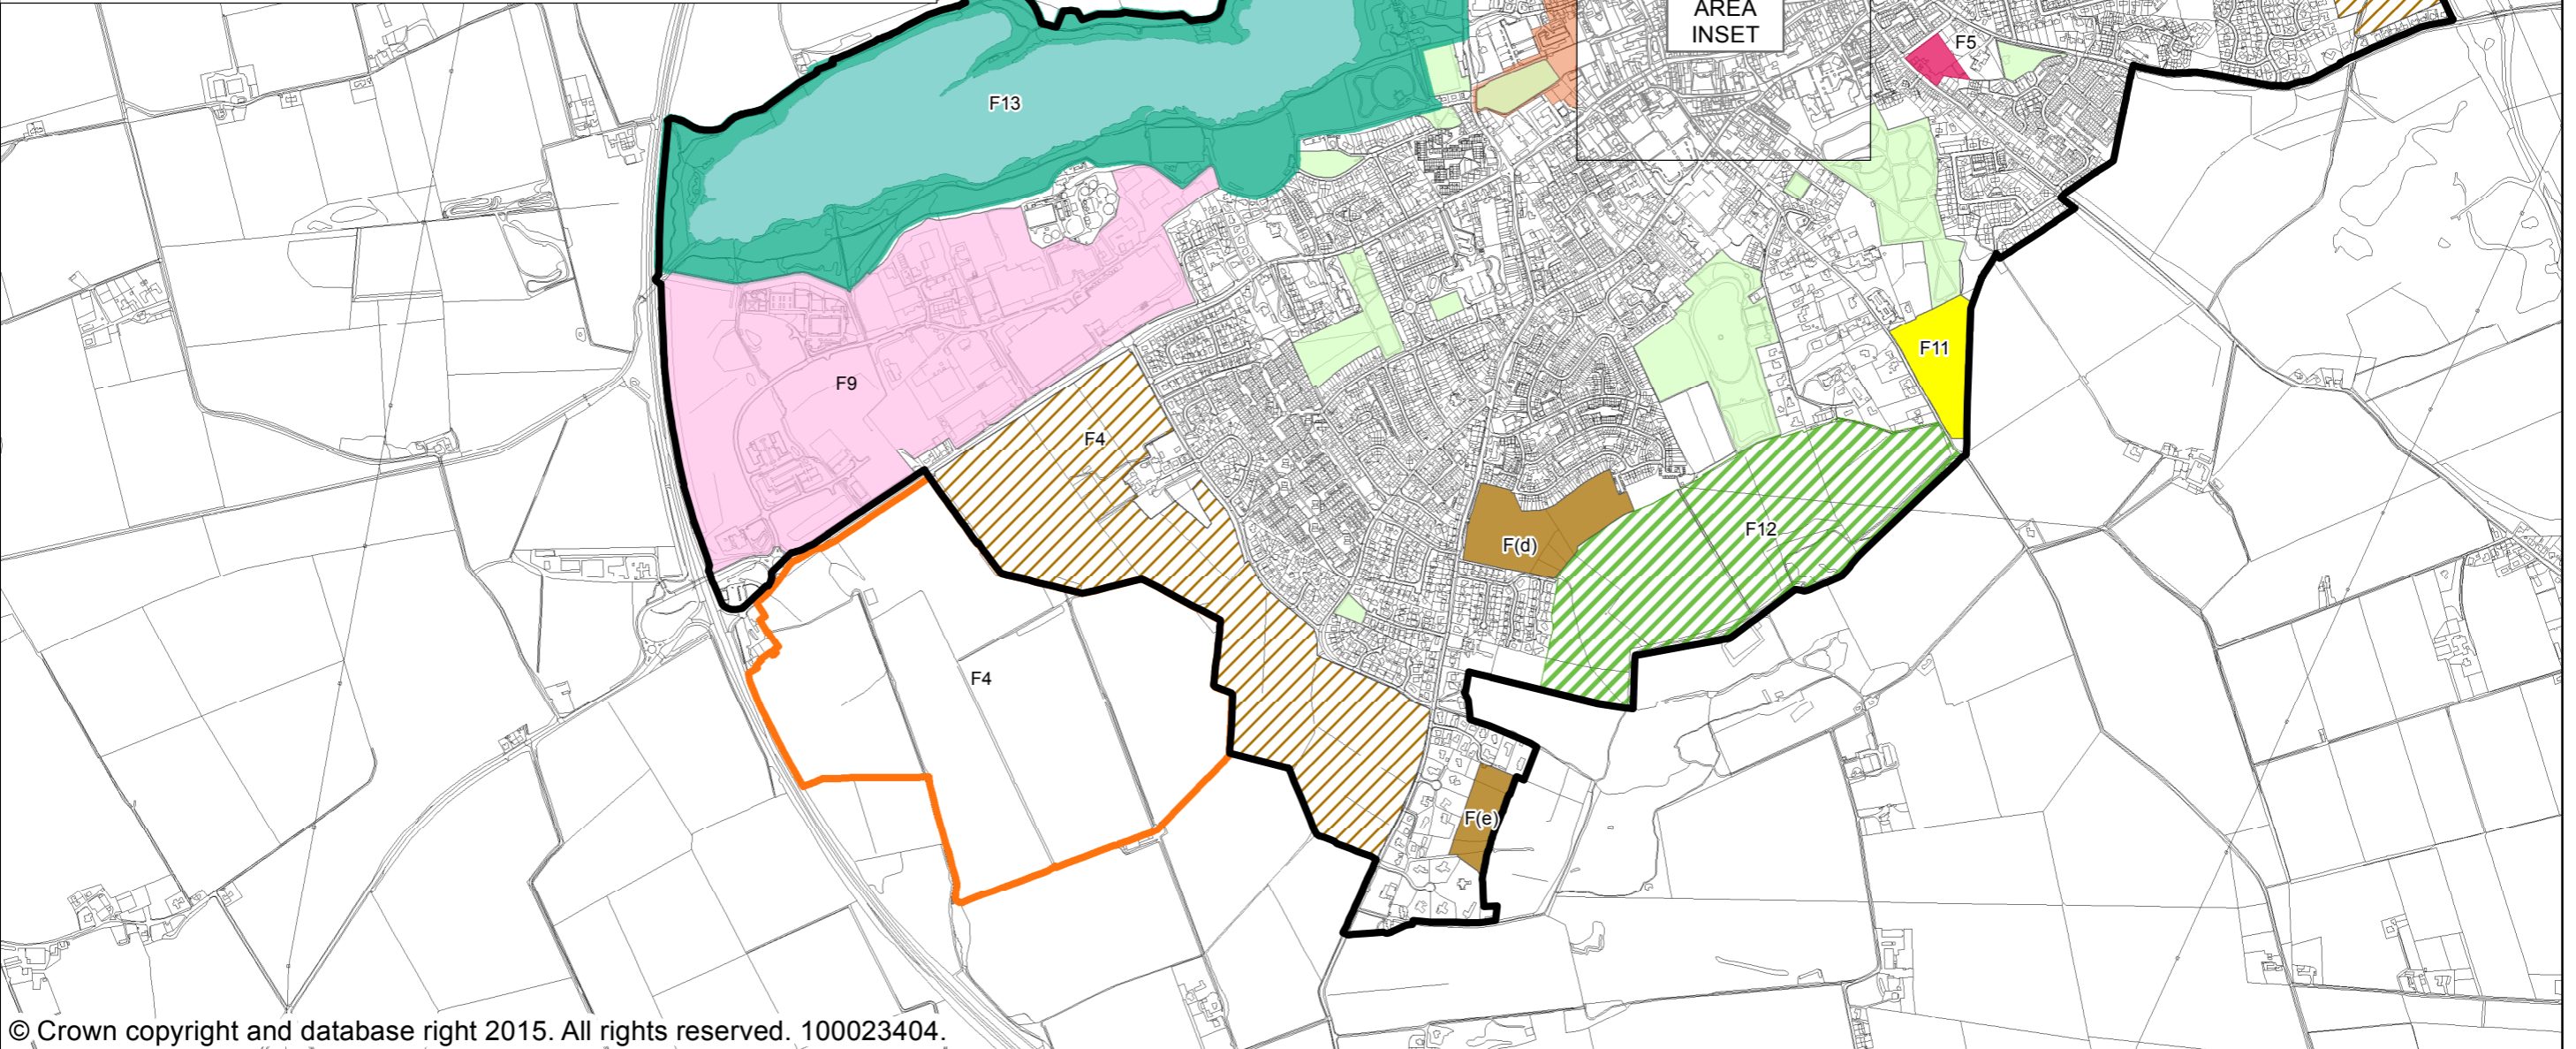 AREA
INSET
F5
F13
F11
F9
F4
F12
F(d)
F4
F(e)
© Crown copyright and database right 2015. All rights reserved. 100023404.